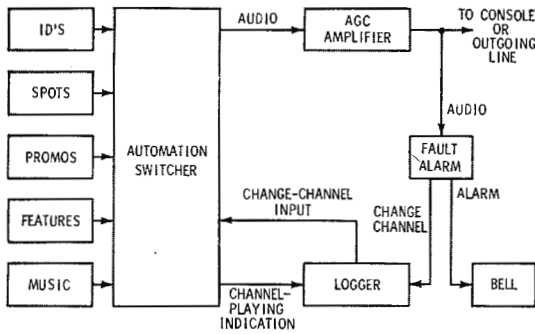 ID'S
SPOTS
PROMOS
FEATURES
MUSIC
AUTOMATION
SWITCHER
AUDIO
AGC
AMPLIFIER
TO CONSOLE
OR
OUTGOING
LINE
AUDIO
FAULT
ALARM
CHANGE-CHANNEL
INPUT
CHANGE
CHANNEL
ALARM
LOGGER
BELL
CHANNEL-
PLAYING
INDICATION